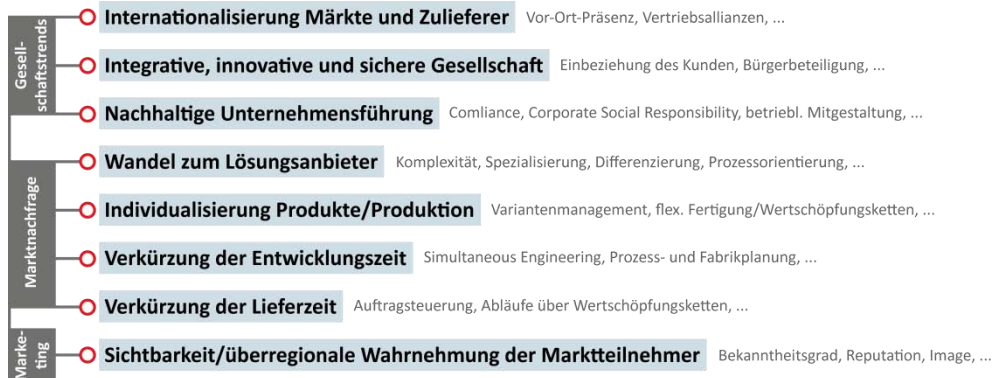 Gesell-
schaftstrends
Internationalisierung Märkte und Zulieferer Vor-Ort-Präsenz, Vertriebsallianzen, ...
Integrative, innovative und sichere Gesellschaft Einbeziehung des Kunden, Bürgerbeteiligung, ...
Nachhaltige Unternehmensführung Comliance, Corporate Social Responsibility, betriebl. Mitgestaltung, ...
Marktnachfrage
Wandel zum Lösungsanbieter Komplexität, Spezialisierung, Differenzierung, Prozessorientierung, ...
Individualisierung Produkte/Produktion Variantenmanagement, flex. Fertigung/Wertschöpfungsketten, ...
Verkürzung der Entwicklungszeit Simultaneous Engineering, Prozess- und Fabrikplanung, ...
Verkürzung der Lieferzeit Auftragsteuerung, Abläufe über Wertschöpfungsketten, ...
Marke-
ting
Sichtbarkeit/überregionale Wahrnehmung der Marktteilnehmer Bekanntheitsgrad, Reputation, Image, ...